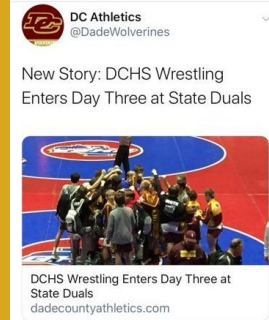 DC
DC Athletics
@DadeWolverines
New Story: DCHS Wrestling
Enters Day Three at State Duals
DCHS Wrestling Enters Day Three at
State Duals
dadecountyathletics.com